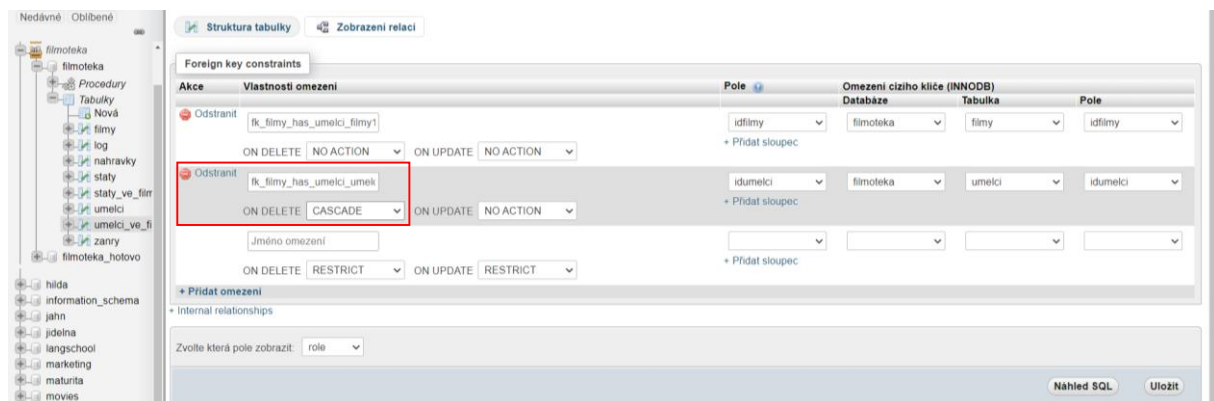 Nedávné Oblíbené
filmoteka
filmoteka
Procedury
Tabulky
Nová
filmy
log
nahravky
staty
staty_ve_film
umelci
umelci_ve_fi
zanry
filmoteka_hotovo
hilda
information_schema
jahn
jidelna
langschool
marketing
maturita
movies
Struktura tabulky Zobrazení relací
Foreign key constraints
Akce Vlastnosti omezení Pole Omezení cizího klíče (INNODB)
Databáze Tabulka Pole
Odstranit fk_filmy_has_umelci_filmy1 idfilmy filmoteka filmy idfilmy
+ Přidat sloupec
ON DELETE NO ACTION ON UPDATE NO ACTION
Odstranit fk_filmy_has_umelci_umek idumelci filmoteka umelci idumelci
+ Přidat sloupec
ON DELETE CASCADE ON UPDATE NO ACTION
Jméno omezení
+ Přidat sloupec
ON DELETE RESTRICT ON UPDATE RESTRICT
+ Přidat omezení
+ Internal relationships
Zvolte která pole zobrazit: role
Náhled SQL Uložit